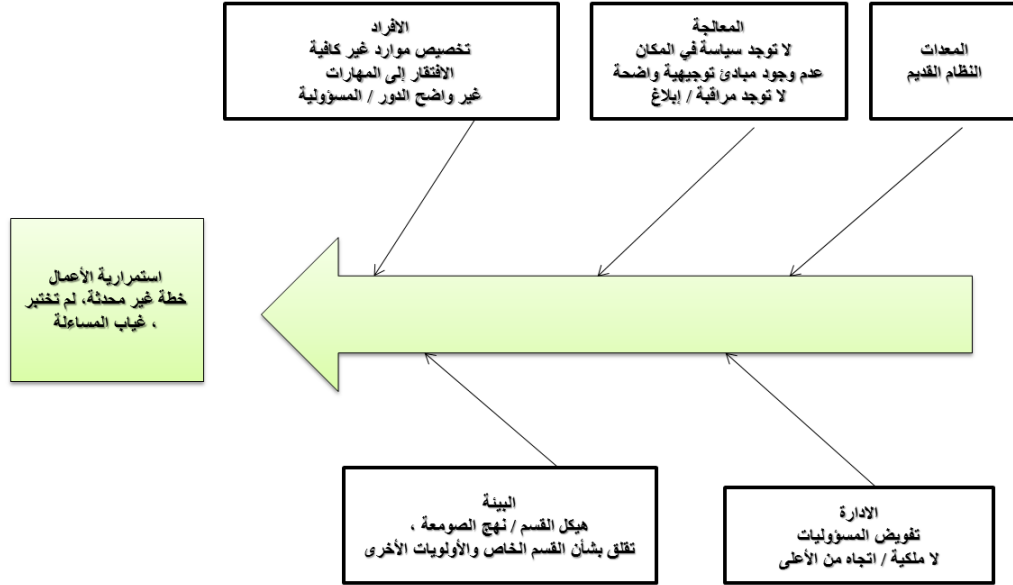 المعدات
النظام القديم
المعالجة
لا توجد سياسة في المكان
عدم وجود مبادئ توجيهية واضحة
لا توجد مراقبة / إبلاغ
الافراد
تخصيص موارد غير كافية
الافتقار إلى المهارات
غير واضح الدور / المسؤولية
استمرارية الأعمال
خطة غير محدثة، لم تختبر
، غياب المساءلة
الادارة
تفويض المسؤوليات
لا ملكية / اتجاه من الأعلى
البيئة
هيكل القسم / نهج الصومعة ،
تقلق بشأن القسم الخاص والأولويات الأخرى